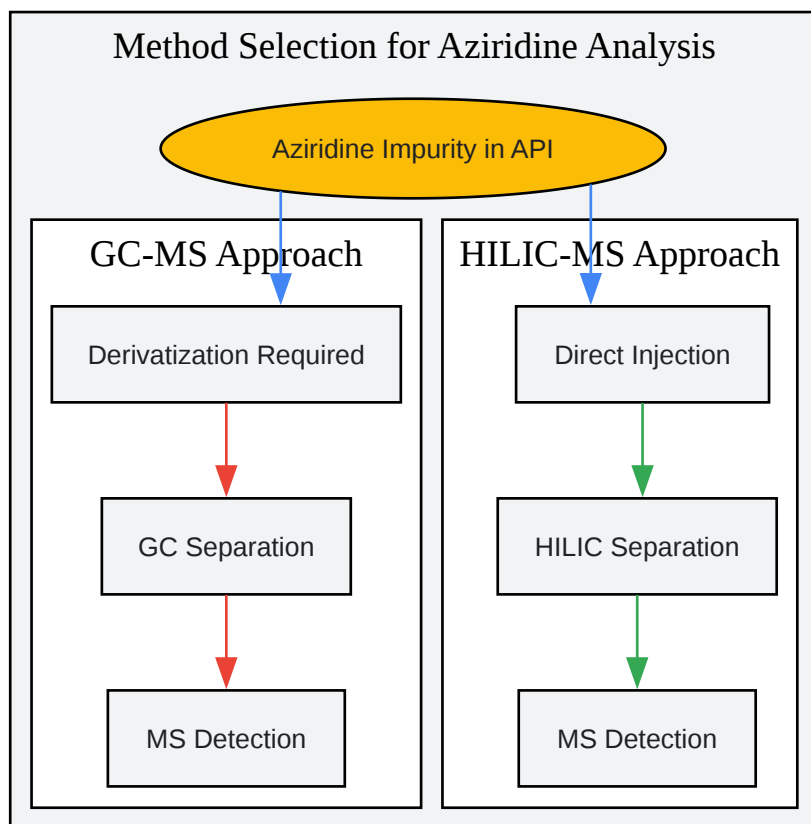 Method Selection for Aziridine Analysis
Aziridine Impurity in API
GC-MS Approach
Derivatization Required
GC Separation
MS Detection
HILIC-MS Approach
Direct Injection
HILIC Separation
MS Detection